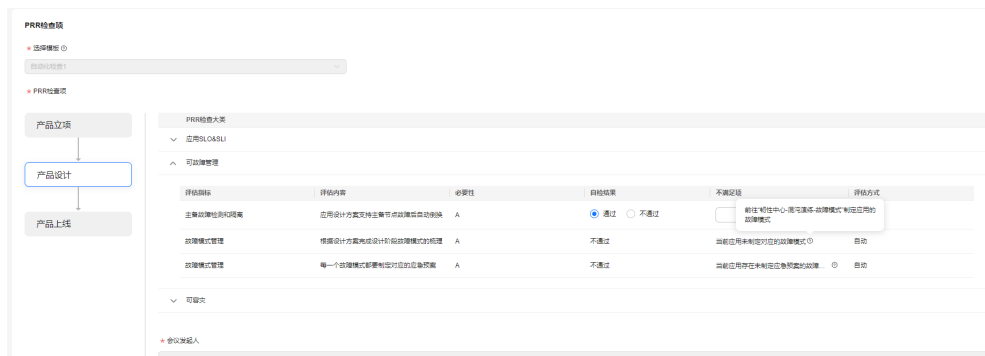 PRR检查项
* 选择模板
自动化检查1
* PRR检查项
产品立项
产品设计
产品上线
PRR检查大类
应用SLO&SLI
可故障管理
评估指标 评估内容 必要性 自检结果 不满足项 评估方式
主备故障检测和隔离 应用设计方案支持主备节点故障后自动倒换 A 通过 不通过
前往"韧性中心-混沌演练-故障模式"制定应用的
故障模式
故障模式管理 根据设计方案完成设计阶段故障模式的梳理 A 不通过 当前应用未制定对应的故障模式 自动
故障模式管理 每一个故障模式都要制定对应的应急预案 A 不通过 当前应用存在未制定应急预案的故障... 自动
可容灾
* 会议发起人